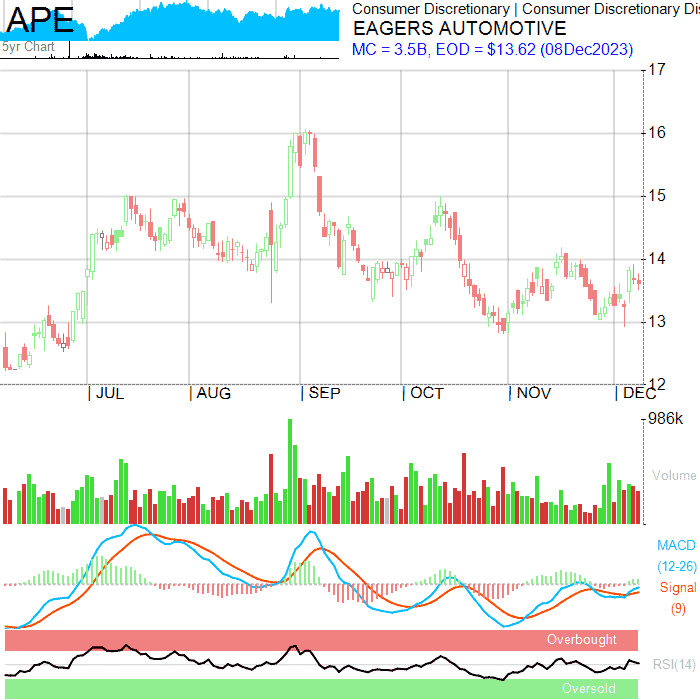 APE
5yr Chart
Consumer Discretionary | Consumer Discretionary Dis
EAGERS AUTOMOTIVE
MC = 3.5B, EOD = $13.62 (08Dec2023)
17
16
15
14
13
12
| JUL | AUG | SEP | OCT | NOV | DEC
986k
Volume
MACD
(12-26)
Signal
(9)
Overbought
RSI(14)
Oversold